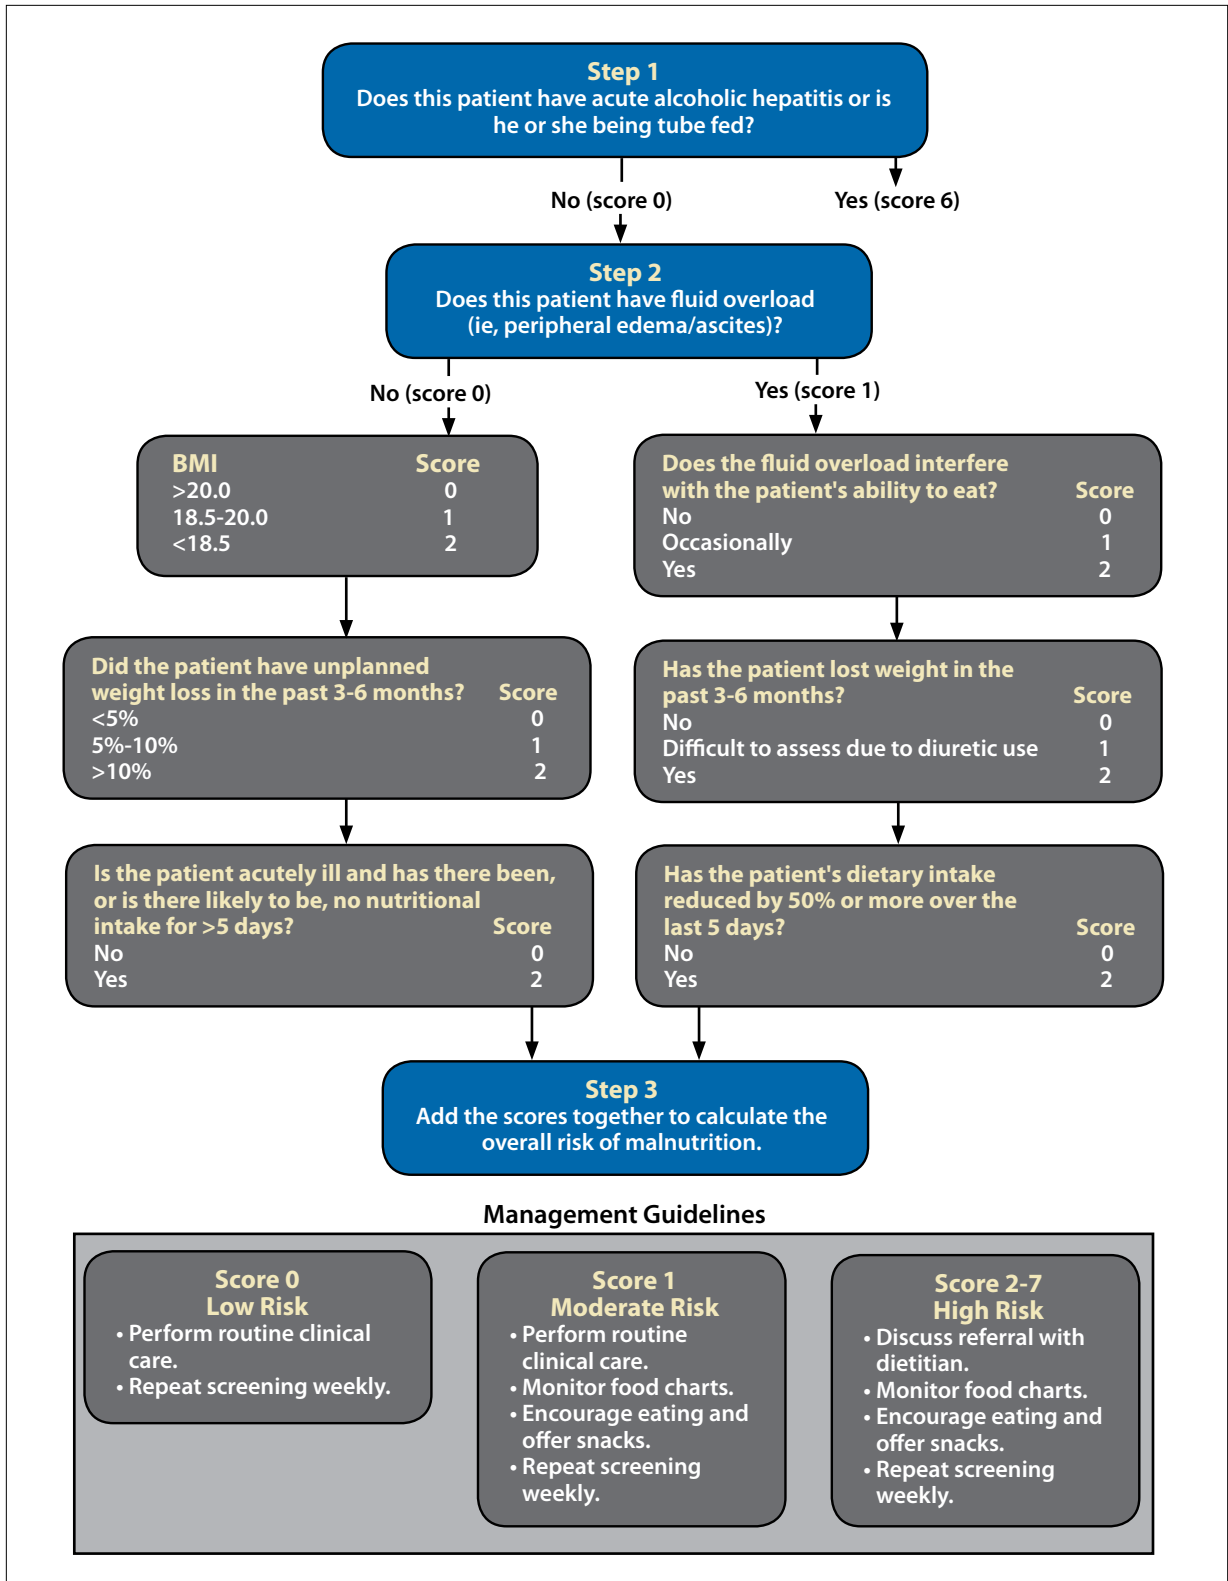 Step 1
Does this patient have acute alcoholic hepatitis or is
he or she being tube fed?
No (score 0)
Yes (score 6)
Step 2
Does this patient have fluid overload
(ie, peripheral edema/ascites)?
No (score 0)
Yes (score 1)
BMI Score
>20.0 0
18.5-20.0 1
<18.5 2
Did the patient have unplanned
weight loss in the past 3-6 months? Score
<5% 0
5%-10% 1
>10% 2
Is the patient acutely ill and has there been,
or is there likely to be, no nutritional
intake for >5 days? Score
No 0
Yes 2
Does the fluid overload interfere
with the patient's ability to eat? Score
No 0
Occasionally 1
Yes 2
Has the patient lost weight in the
past 3-6 months? Score
No 0
Difficult to assess due to diuretic use 1
Yes 2
Has the patient's dietary intake
reduced by 50% or more over the
last 5 days? Score
No 0
Yes 2
Step 3
Add the scores together to calculate the
overall risk of malnutrition.
Management Guidelines
Score 0
Low Risk
• Perform routine clinical
care.
• Repeat screening weekly.
Score 1
Moderate Risk
• Perform routine
clinical care.
• Monitor food charts.
• Encourage eating and
offer snacks.
• Repeat screening
weekly.
Score 2-7
High Risk
• Discuss referral with
dietitian.
• Monitor food charts.
• Encourage eating and
offer snacks.
• Repeat screening
weekly.